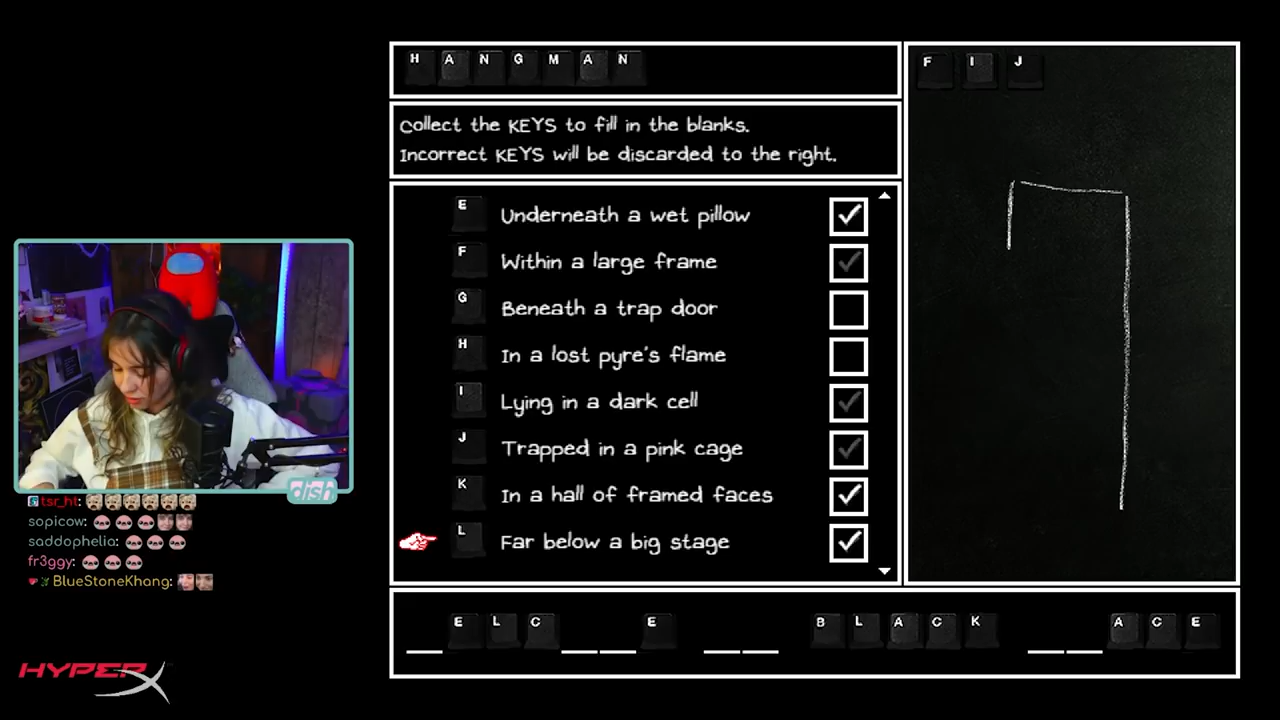 H A N G M A N
F I J
Collect the KEYS to fill in the blanks.
Incorrect KEYS will be discarded to the right.
E Underneath a wet pillow
F Within a large frame
G Beneath a trap door
H In a lost pyre's flame
I Lying in a dark cell
J Trapped in a pink cage
K In a hall of framed faces
L Far below a big stage
_ E L C _ _ E _ _ B L A C K _ _ A C E
dish
tsr_ht:
sopicow:
saddophelia:
fr3ggy:
BlueStoneKhang:
HYPERX